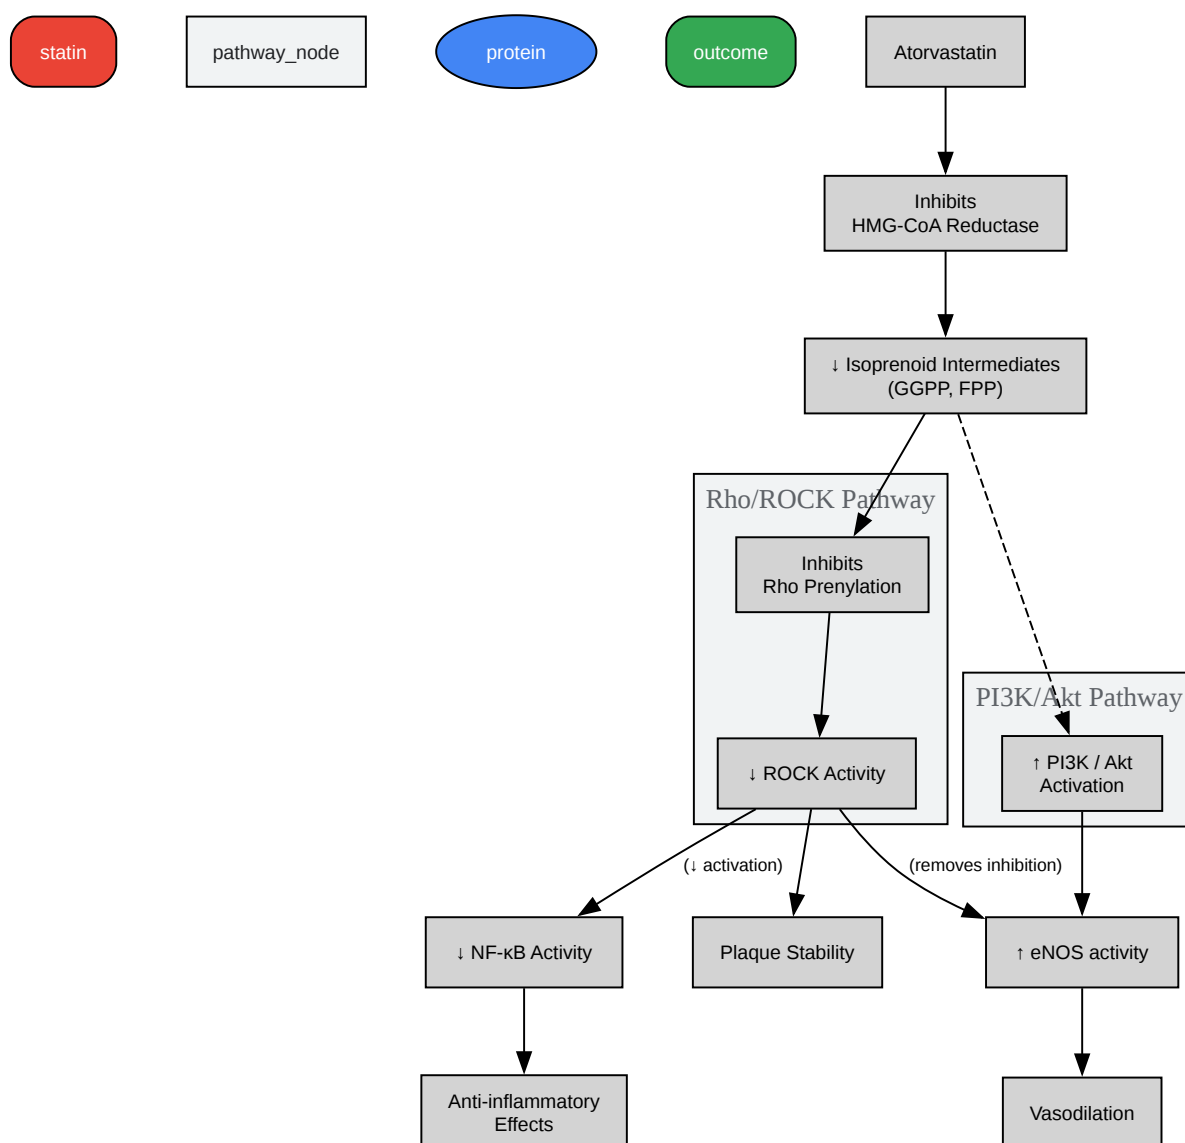 statin
pathway_node
protein
outcome
Atorvastatin
Inhibits
HMG-CoA Reductase
↓ Isoprenoid Intermediates
(GGPP, FPP)
Rho/ROCK Pathway
Inhibits
Rho Prenylation
PI3K/Akt Pathway
↓ ROCK Activity
↑ PI3K / Akt
Activation
(↓ activation)
(removes inhibition)
↓ NF-κB Activity
Plaque Stability
↑ eNOS activity
Anti-inflammatory
Effects
Vasodilation